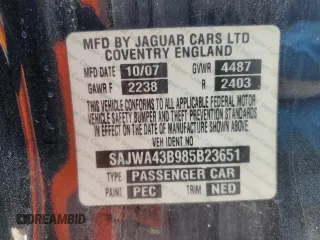 MFD BY JAGUAR CARS LTD
COVENTRY ENGLAND
MFD 10/07 GVWR 4487
GAWR F 2238 R 2403
THIS VEHICLE CONFORMS TO ALL APPLICABLE FEDERAL MOTOR
VEHICLE SAFETY BUMPER AND THEFT PREVENTION STANDARDS
IN EFFECT ON THE DATE OF MANUFACTURE SHOWN ABOVE
VEH IDENT NO
SAJWA43B985B23651
TYPE PASSENGER CAR
PAINT PEC TRIM NED
©DREAMBID